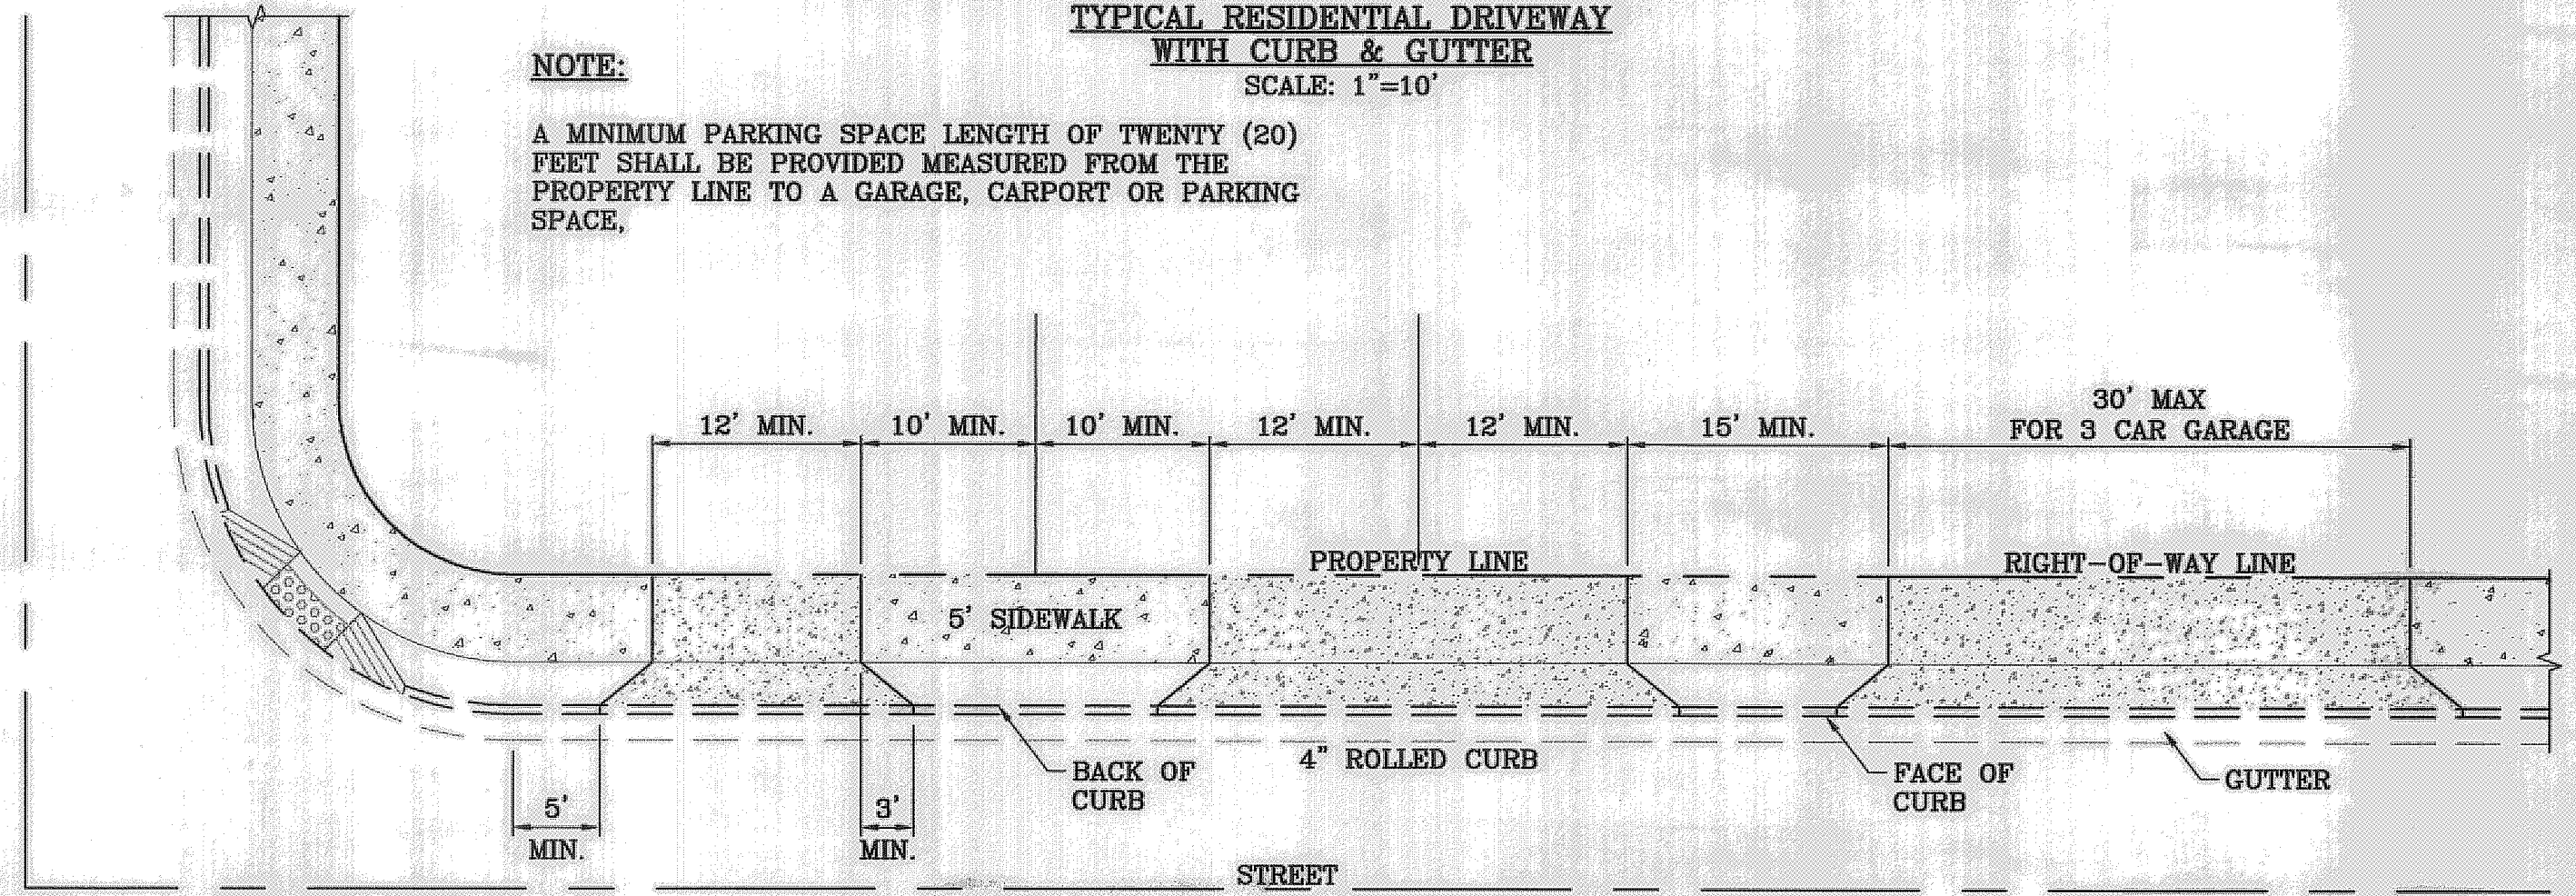 TYPICAL RESIDENTIAL DRIVEWAY
WITH CURB & GUTTER
SCALE: 1"=10'
NOTE:
A MINIMUM PARKING SPACE LENGTH OF TWENTY (20)
FEET SHALL BE PROVIDED MEASURED FROM THE
PROPERTY LINE TO A GARAGE, CARPORT OR PARKING
SPACE,
12' MIN.
10' MIN.
10' MIN.
12' MIN.
12' MIN.
15' MIN.
30' MAX
FOR 3 CAR GARAGE
PROPERTY LINE
RIGHT-OF-WAY LINE
5' SIDEWALK
4" ROLLED CURB
BACK OF
CURB
FACE OF
CURB
GUTTER
5'
MIN.
3'
MIN.
STREET